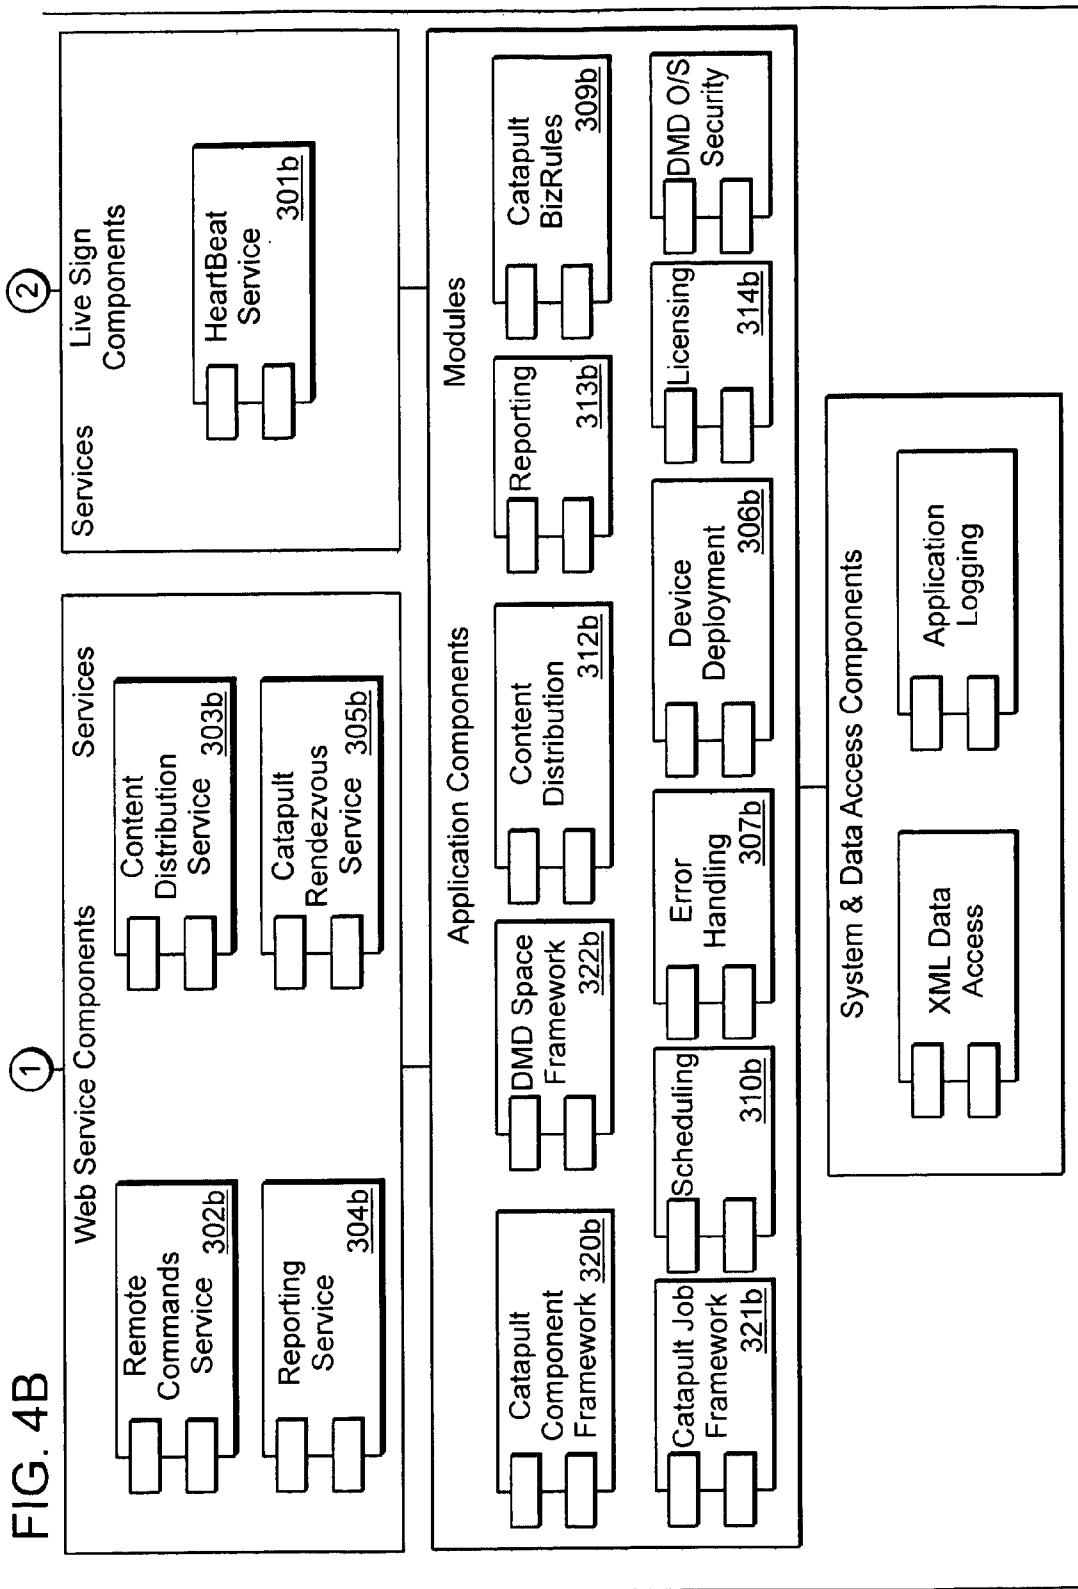 FIG. 4B
1
2
Web Service Components
Services
Remote
Commands
Service 302b
Content
Distribution
Service 303b
Reporting
Service
304b
Catapult
Rendezvous
Service 305b
Services
Live Sign
Components
HeartBeat
Service
301b
Application Components
Modules
Catapult
Component
Framework 320b
DMD Space
Framework
322b
Content
Distribution
312b
Reporting
313b
Catapult
BizRules
309b
Catapult Job
Framework
321b
Scheduling
310b
Error
Handling
307b
Device
Deployment
306b
Licensing
314b
DMD O/S
Security
System & Data Access Components
XML Data
Access
Application
Logging